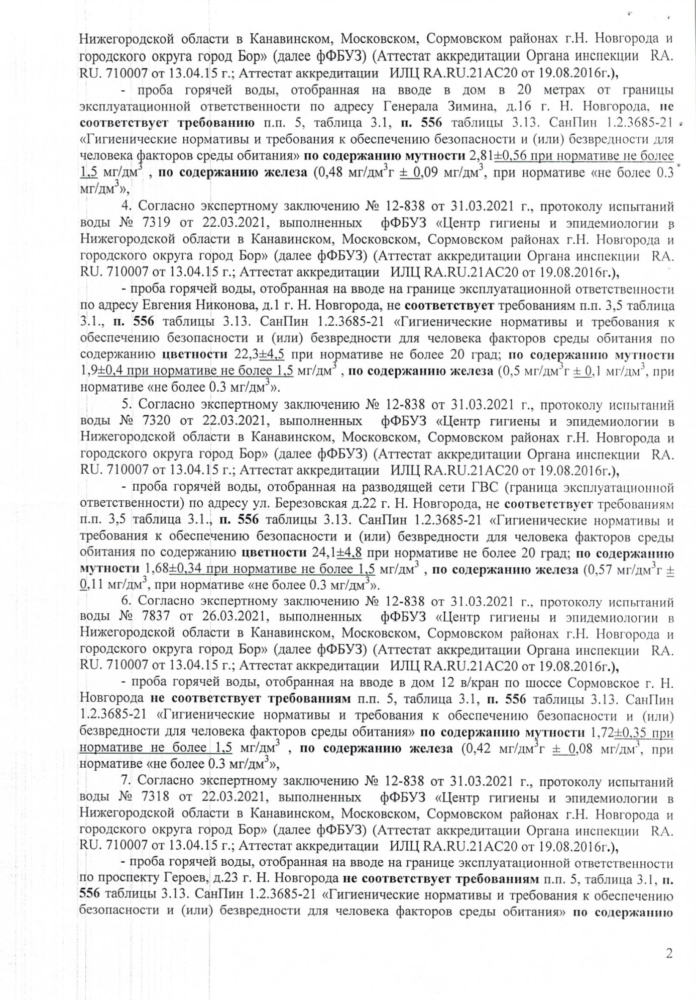 Нижегородской области в Канавинском, Московском, Сормовском районах г.Н. Новгорода и
городского округа город Бор» (далее фФБУЗ) (Аттестат аккредитации Органа инспекции RA.
RU. 710007 от 13.04.15 г.; Аттестат аккредитации ИЛЦ RA.RU.21АС20 от 19.08.2016г.),
- проба горячей воды, отобранная на вводе в дом в 20 метрах от границы
эксплуатационной ответственности по адресу Генерала Зимина, д.16 г. Н. Новгорода, не
соответствует требованию п.п. 5, таблица 3.1, п. 556 таблицы 3.13. СанПин 1.2.3685-21
«Гигиенические нормативы и требования к обеспечению безопасности и (или) безвредности для
человека факторов среды обитания» по содержанию мутности 2,81±0,56 при нормативе не более
1,5 мг/дм³ , по содержанию железа (0,48 мг/дм³г ± 0,09 мг/дм³, при нормативе «не более 0.3
мг/дм³»,
4. Согласно экспертному заключению № 12-838 от 31.03.2021 г., протоколу испытаний
воды № 7319 от 22.03.2021, выполненных фФБУЗ «Центр гигиены и эпидемиологии в
Нижегородской области в Канавинском, Московском, Сормовском районах г.Н. Новгорода и
городского округа город Бор» (далее фФБУЗ) (Аттестат аккредитации Органа инспекции RA.
RU. 710007 от 13.04.15 г.; Аттестат аккредитации ИЛЦ RA.RU.21АС20 от 19.08.2016г.),
- проба горячей воды, отобранная на вводе на границе эксплуатационной ответственности
по адресу Евгения Никонова, д.1 г. Н. Новгорода, не соответствует требованиям п.п. 3,5 таблица
3.1., п. 556 таблицы 3.13. СанПин 1.2.3685-21 «Гигиенические нормативы и требования к
обеспечению безопасности и (или) безвредности для человека факторов среды обитания по
содержанию цветности 22,3±4,5 при нормативе не более 20 град; по содержанию мутности
1,9±0,4 при нормативе не более 1,5 мг/дм³ , по содержанию железа (0,5 мг/дм³г ± 0,1 мг/дм³, при
нормативе «не более 0.3 мг/дм³».
5. Согласно экспертному заключению № 12-838 от 31.03.2021 г., протоколу испытаний
воды № 7320 от 22.03.2021, выполненных фФБУЗ «Центр гигиены и эпидемиологии в
Нижегородской области в Канавинском, Московском, Сормовском районах г.Н. Новгорода и
городского округа город Бор» (далее фФБУЗ) (Аттестат аккредитации Органа инспекции RA.
RU. 710007 от 13.04.15 г.; Аттестат аккредитации ИЛЦ RA.RU.21АС20 от 19.08.2016г.),
- проба горячей воды, отобранная на разводящей сети ГВС (граница эксплуатационной
ответственности) по адресу ул. Березовская д.22 г. Н. Новгорода, не соответствует требованиям
п.п. 3,5 таблица 3.1., п. 556 таблицы 3.13. СанПин 1.2.3685-21 «Гигиенические нормативы и
требования к обеспечению безопасности и (или) безвредности для человека факторов среды
обитания по содержанию цветности 24,1±4,8 при нормативе не более 20 град; по содержанию
мутности 1,68±0,34 при нормативе не более 1,5 мг/дм³ , по содержанию железа (0,57 мг/дм³г ±
0,11 мг/дм³, при нормативе «не более 0.3 мг/дм³».
6. Согласно экспертному заключению № 12-838 от 31.03.2021 г., протоколу испытаний
воды № 7837 от 26.03.2021, выполненных фФБУЗ «Центр гигиены и эпидемиологии в
Нижегородской области в Канавинском, Московском, Сормовском районах г.Н. Новгорода и
городского округа город Бор» (далее фФБУЗ) (Аттестат аккредитации Органа инспекции RA.
RU. 710007 от 13.04.15 г.; Аттестат аккредитации ИЛЦ RA.RU.21АС20 от 19.08.2016г.),
- проба горячей воды, отобранная на вводе в дом 12 в/кран по шоссе Сормовское г. Н.
Новгорода не соответствует требованиям п.п. 5, таблица 3.1, п. 556 таблицы 3.13. СанПин
1.2.3685-21 «Гигиенические нормативы и требования к обеспечению безопасности и (или)
безвредности для человека факторов среды обитания» по содержанию мутности 1,72±0,35 при
нормативе не более 1,5 мг/дм³ , по содержанию железа (0,42 мг/дм³г ± 0,08 мг/дм³, при
нормативе «не более 0.3 мг/дм³»,
7. Согласно экспертному заключению № 12-838 от 31.03.2021 г., протоколу испытаний
воды № 7318 от 22.03.2021, выполненных фФБУЗ «Центр гигиены и эпидемиологии в
Нижегородской области в Канавинском, Московском, Сормовском районах г.Н. Новгорода и
городского округа город Бор» (далее фФБУЗ) (Аттестат аккредитации Органа инспекции RA.
RU. 710007 от 13.04.15 г.; Аттестат аккредитации ИЛЦ RA.RU.21АС20 от 19.08.2016г.),
- проба горячей воды, отобранная на вводе на границе эксплуатационной ответственности
по проспекту Героев, д.23 г. Н. Новгорода не соответствует требованиям п.п. 5, таблица 3.1, п.
556 таблицы 3.13. СанПин 1.2.3685-21 «Гигиенические нормативы и требования к обеспечению
безопасности и (или) безвредности для человека факторов среды обитания» по содержанию
2